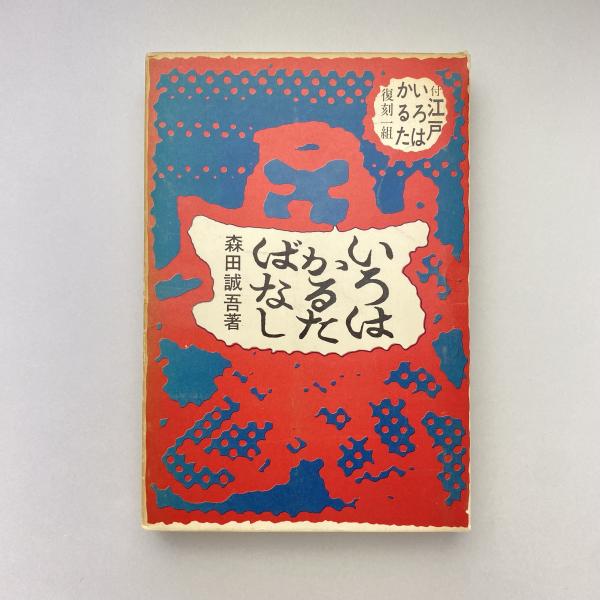 付江戸
いろは
かるた
復刻一組
いろは
かるた
ばなし
森田誠吾著